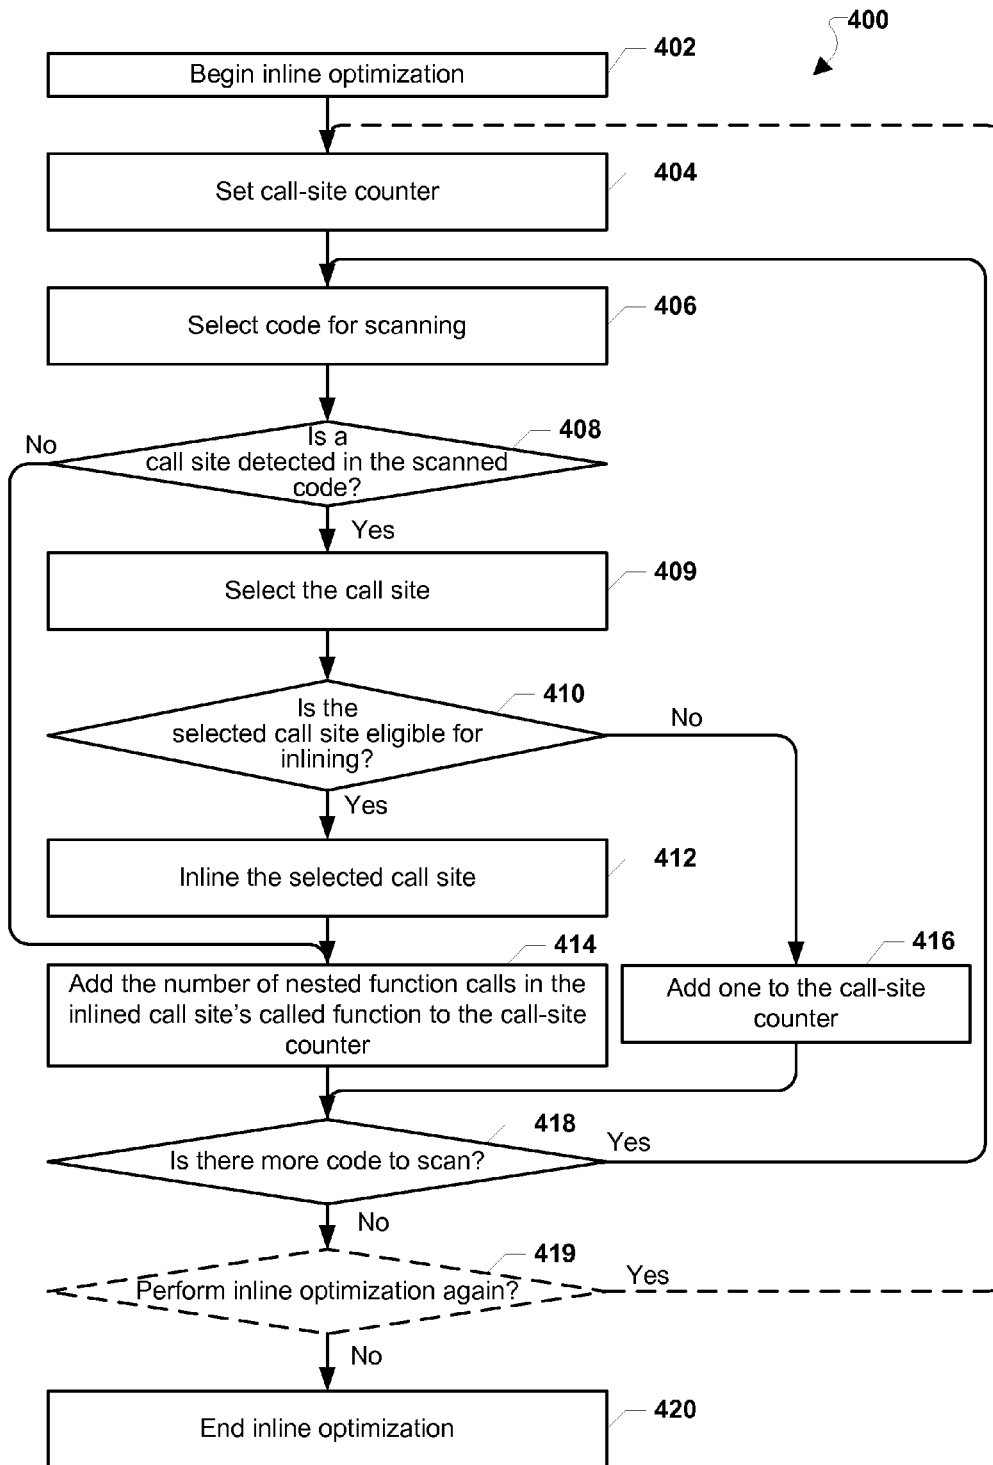 400
402
Begin inline optimization
404
Set call-site counter
406
Select code for scanning
No
408
Is a
call site detected in the scanned
code?
Yes
409
Select the call site
410
Is the
selected call site eligible for
inlining?
No
Yes
412
Inline the selected call site
414
Add the number of nested function calls in the
inlined call site's called function to the call-site
counter
416
Add one to the call-site
counter
418
Is there more code to scan?
Yes
No
419
Perform inline optimization again?
Yes
No
420
End inline optimization